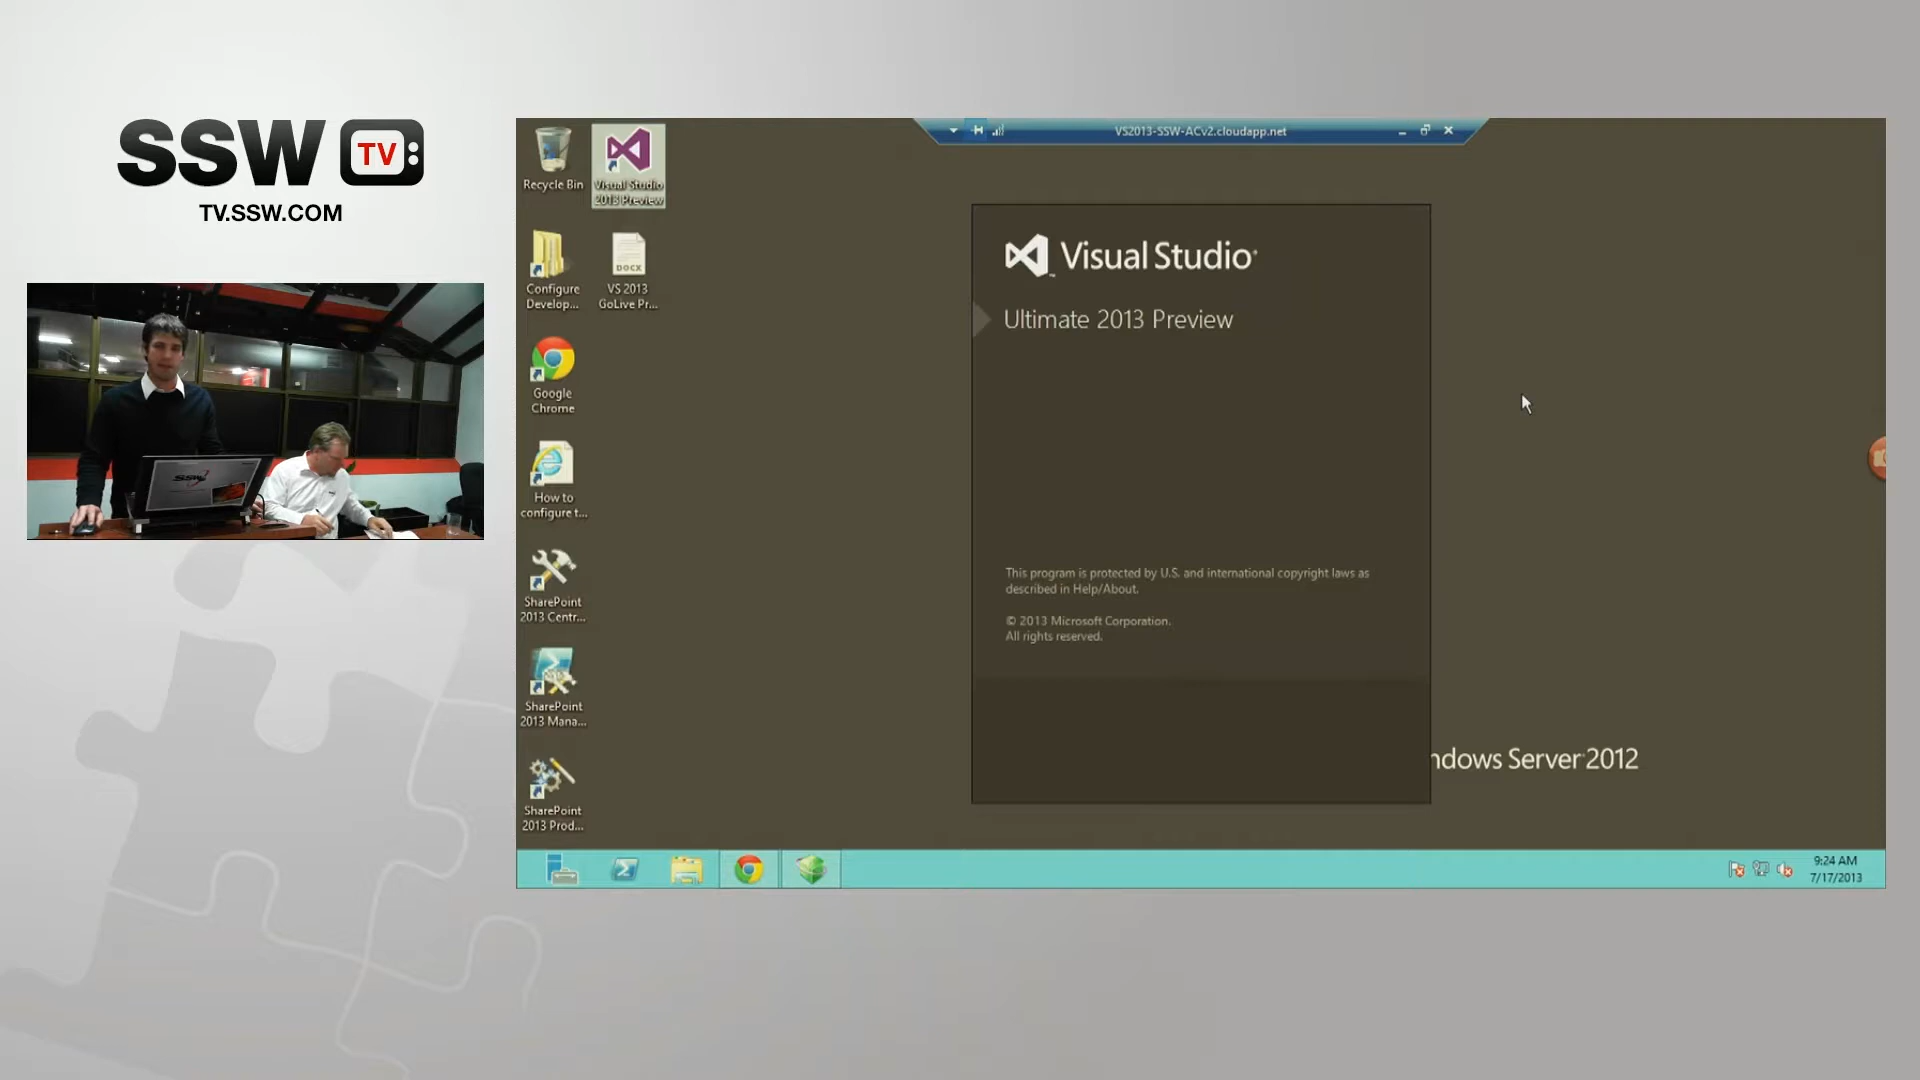 SSW TV:
TV.SSW.COM
SSW
VS2013-SSW-ACv2.cloudapp.net
Recycle Bin
Visual Studio
2013 Preview
Configure
Develop...
DOCX
VS 2013
GoLive Pr...
Google
Chrome
How to
configure t...
SharePoint
2013 Centr...
SharePoint
2013 Mana...
SharePoint
2013 Prod...
Visual Studio
Ultimate 2013 Preview
This program is protected by U.S. and international copyright laws as
described in Help/About.
© 2013 Microsoft Corporation.
All rights reserved.
ndows Server 2012
9:24 AM
7/17/2013